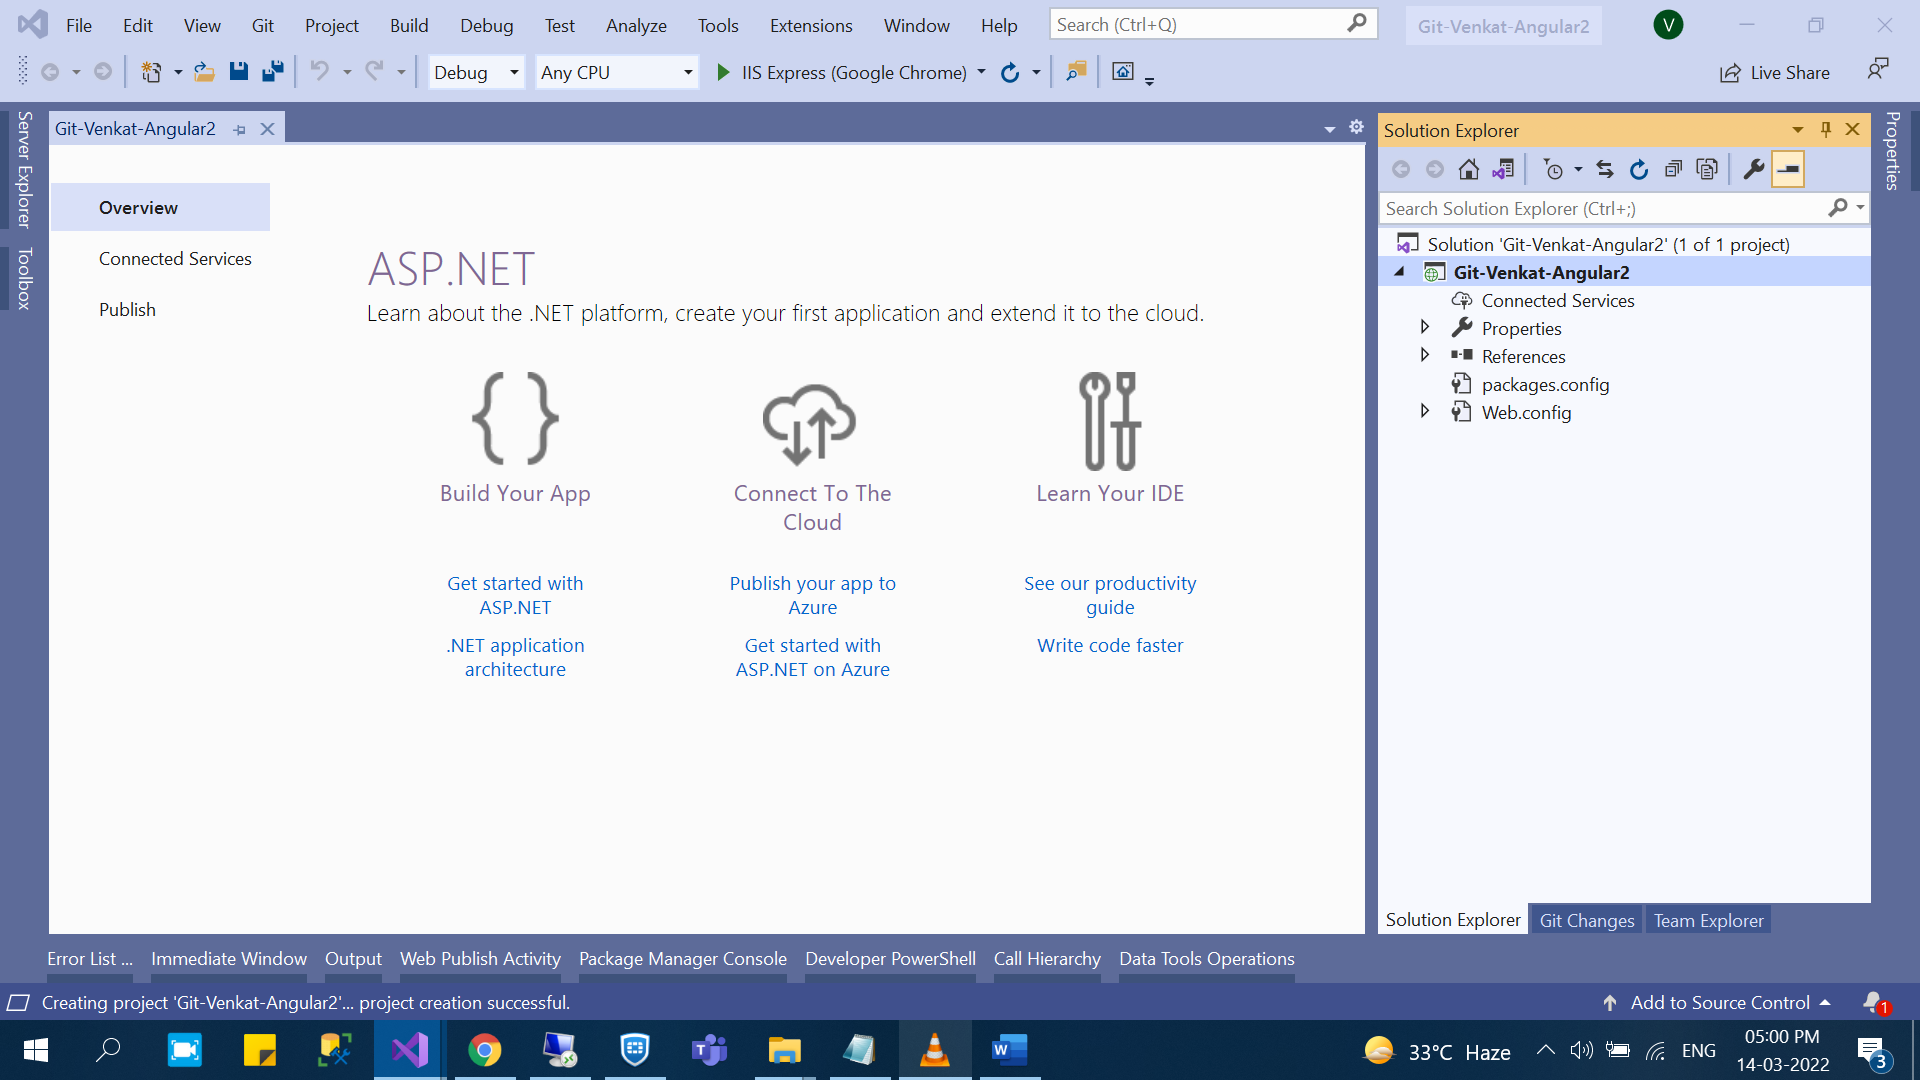 File Edit View Git Project Build Debug Test Analyze Tools Extensions Window Help Search (Ctrl+Q) Git-Venkat-Angular2 V
Debug Any CPU IIS Express (Google Chrome) Live Share
Server Explorer
Toolbox
Git-Venkat-Angular2
Overview
Connected Services
Publish
ASP.NET
Learn about the .NET platform, create your first application and extend it to the cloud.
Build Your App
Connect To The
Cloud
Learn Your IDE
Get started with
ASP.NET
.NET application
architecture
Publish your app to
Azure
Get started with
ASP.NET on Azure
See our productivity
guide
Write code faster
Solution Explorer
Search Solution Explorer (Ctrl+;)
Solution 'Git-Venkat-Angular2' (1 of 1 project)
Git-Venkat-Angular2
Connected Services
Properties
References
packages.config
Web.config
Solution Explorer Git Changes Team Explorer
Properties
Error List ... Immediate Window Output Web Publish Activity Package Manager Console Developer PowerShell Call Hierarchy Data Tools Operations
Creating project 'Git-Venkat-Angular2'... project creation successful. Add to Source Control 1
33°C Haze ENG
05:00 PM
14-03-2022
3